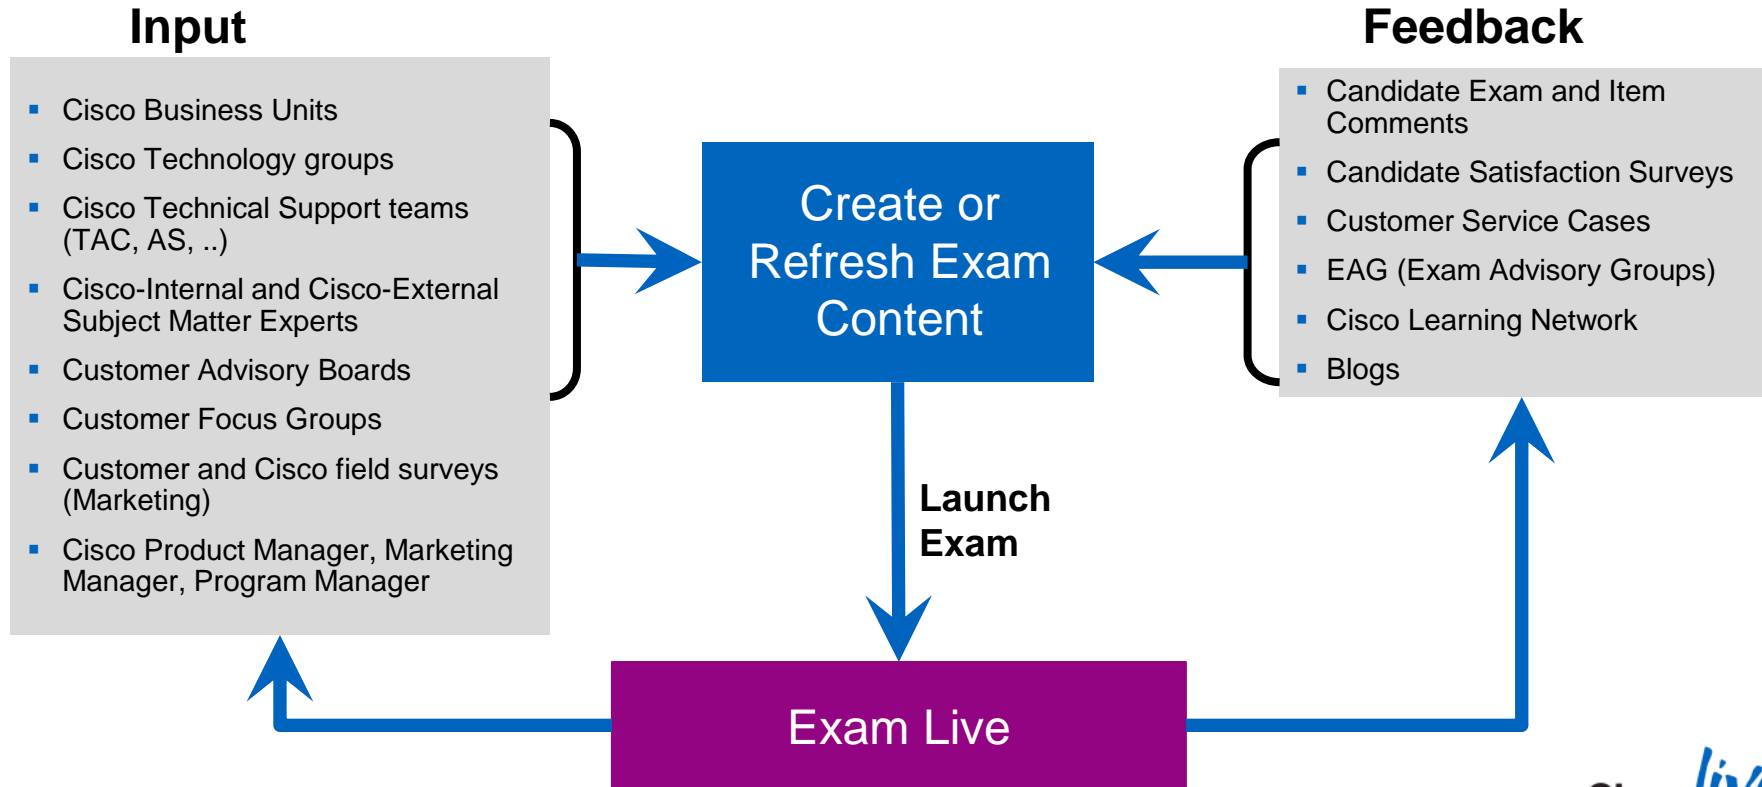 Input
Cisco Business Units
Cisco Technology groups
Cisco Technical Support teams
(TAC, AS, ..)
Cisco-Internal and Cisco-External
Subject Matter Experts
Customer Advisory Boards
Customer Focus Groups
Customer and Cisco field surveys
(Marketing)
Cisco Product Manager, Marketing
Manager, Program Manager
Create or
Refresh Exam
Content
Launch
Exam
Exam Live
Feedback
Candidate Exam and Item
Comments
Candidate Satisfaction Surveys
Customer Service Cases
EAG (Exam Advisory Groups)
Cisco Learning Network
Blogs